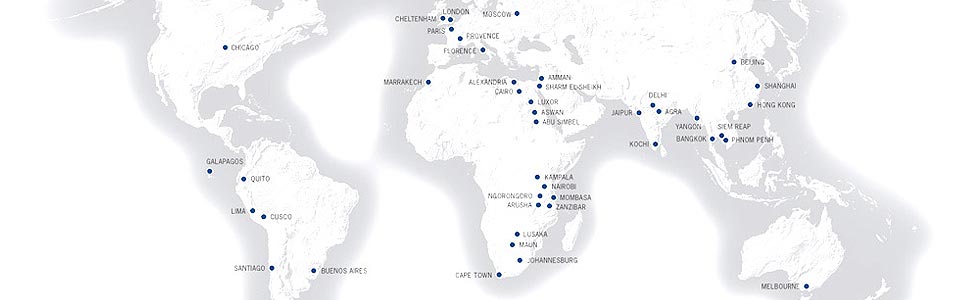 LONDON
MOSCOW
CHELTENHAM
PARIS
PROVENCE
CHICAGO
FLORENCE
BEIJING
AMMAN
MARRAKECH
ALEXANDRIA
SHARM EL-SHEIKH
SHANGHAI
CAIRO
DELHI
LUXOR
HONG KONG
JAIPUR
AGRA
ASWAN
ABU SIMBEL
YANGON
SIEM REAP
BANGKOK
PHNOM PENH
KOCHI
GALAPAGOS
QUITO
KAMPALA
NAIROBI
NGORONGORO
MOMBASA
ARUSHA
ZANZIBAR
LIMA
CUSCO
LUSAKA
MAUN
JOHANNESBURG
SANTIAGO
BUENOS AIRES
CAPE TOWN
MELBOURNE